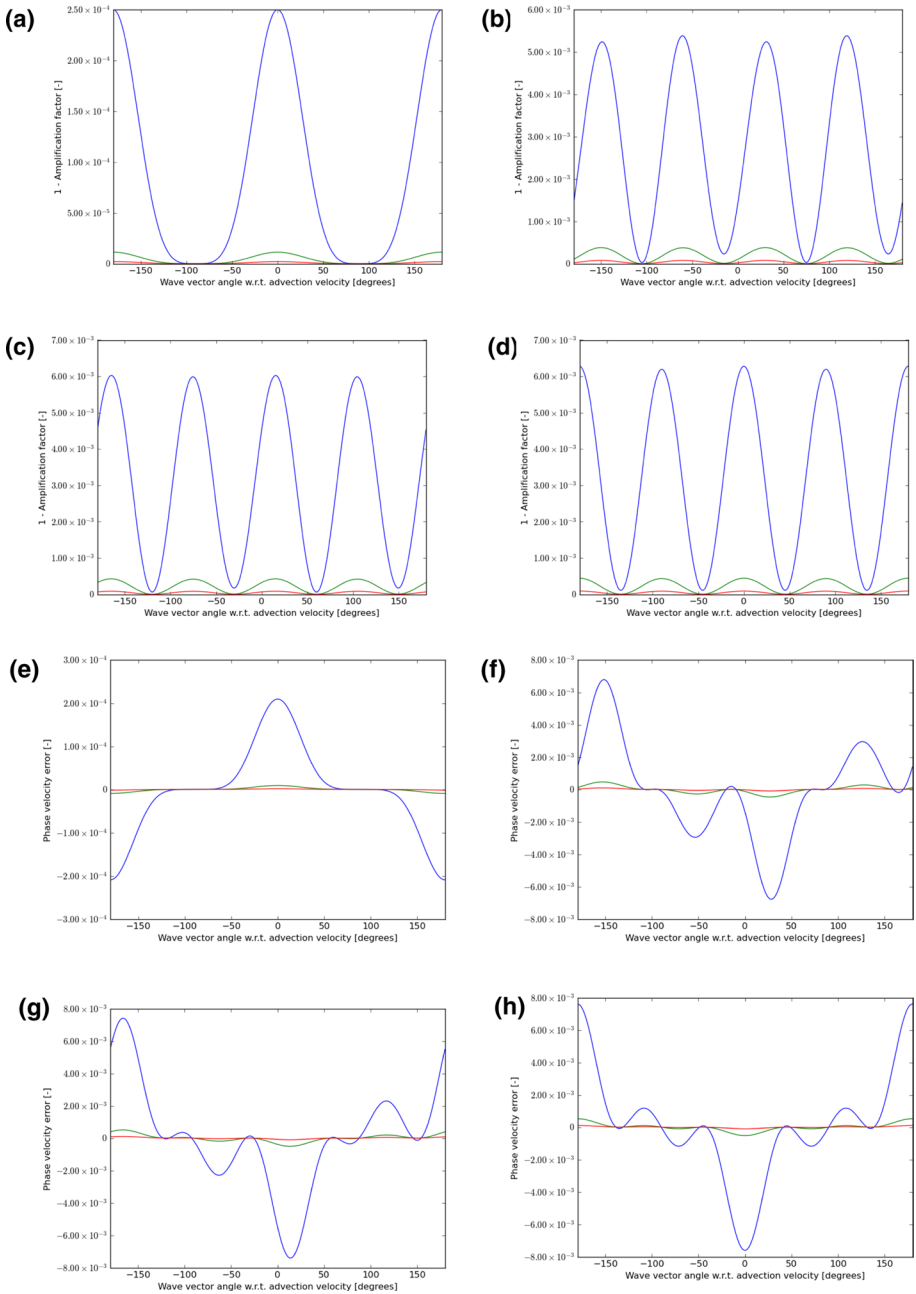 (a)
2.50 × 10⁻⁴
2.00 × 10⁻⁴
1.50 × 10⁻⁴
1.00 × 10⁻⁴
5.00 × 10⁻⁵
0
1 - Amplification factor [-]
−150 −100 −50 0 50 100 150
Wave vector angle w.r.t. advection velocity [degrees]
(b)
6.00 × 10⁻³
5.00 × 10⁻³
4.00 × 10⁻³
3.00 × 10⁻³
2.00 × 10⁻³
1.00 × 10⁻³
0
1 - Amplification factor [-]
−150 −100 −50 0 50 100 150
Wave vector angle w.r.t. advection velocity [degrees]
(c)
7.00 × 10⁻³
6.00 × 10⁻³
5.00 × 10⁻³
4.00 × 10⁻³
3.00 × 10⁻³
2.00 × 10⁻³
1.00 × 10⁻³
0
1 - Amplification factor [-]
−150 −100 −50 0 50 100 150
Wave vector angle w.r.t. advection velocity [degrees]
(d)
7.00 × 10⁻³
6.00 × 10⁻³
5.00 × 10⁻³
4.00 × 10⁻³
3.00 × 10⁻³
2.00 × 10⁻³
1.00 × 10⁻³
0
1 - Amplification factor [-]
−150 −100 −50 0 50 100 150
Wave vector angle w.r.t. advection velocity [degrees]
(e)
3.00 × 10⁻⁴
2.00 × 10⁻⁴
1.00 × 10⁻⁴
0
−1.00 × 10⁻⁴
−2.00 × 10⁻⁴
−3.00 × 10⁻⁴
Phase velocity error [-]
−150 −100 −50 0 50 100 150
Wave vector angle w.r.t. advection velocity [degrees]
(f)
8.00 × 10⁻³
6.00 × 10⁻³
4.00 × 10⁻³
2.00 × 10⁻³
0
−2.00 × 10⁻³
−4.00 × 10⁻³
−6.00 × 10⁻³
−8.00 × 10⁻³
Phase velocity error [-]
−150 −100 −50 0 50 100 150
Wave vector angle w.r.t. advection velocity [degrees]
(g)
8.00 × 10⁻³
6.00 × 10⁻³
4.00 × 10⁻³
2.00 × 10⁻³
0
−2.00 × 10⁻³
−4.00 × 10⁻³
−6.00 × 10⁻³
−8.00 × 10⁻³
Phase velocity error [-]
−150 −100 −50 0 50 100 150
Wave vector angle w.r.t. advection velocity [degrees]
(h)
8.00 × 10⁻³
6.00 × 10⁻³
4.00 × 10⁻³
2.00 × 10⁻³
0
−2.00 × 10⁻³
−4.00 × 10⁻³
−6.00 × 10⁻³
−8.00 × 10⁻³
Phase velocity error [-]
−150 −100 −50 0 50 100 150
Wave vector angle w.r.t. advection velocity [degrees]